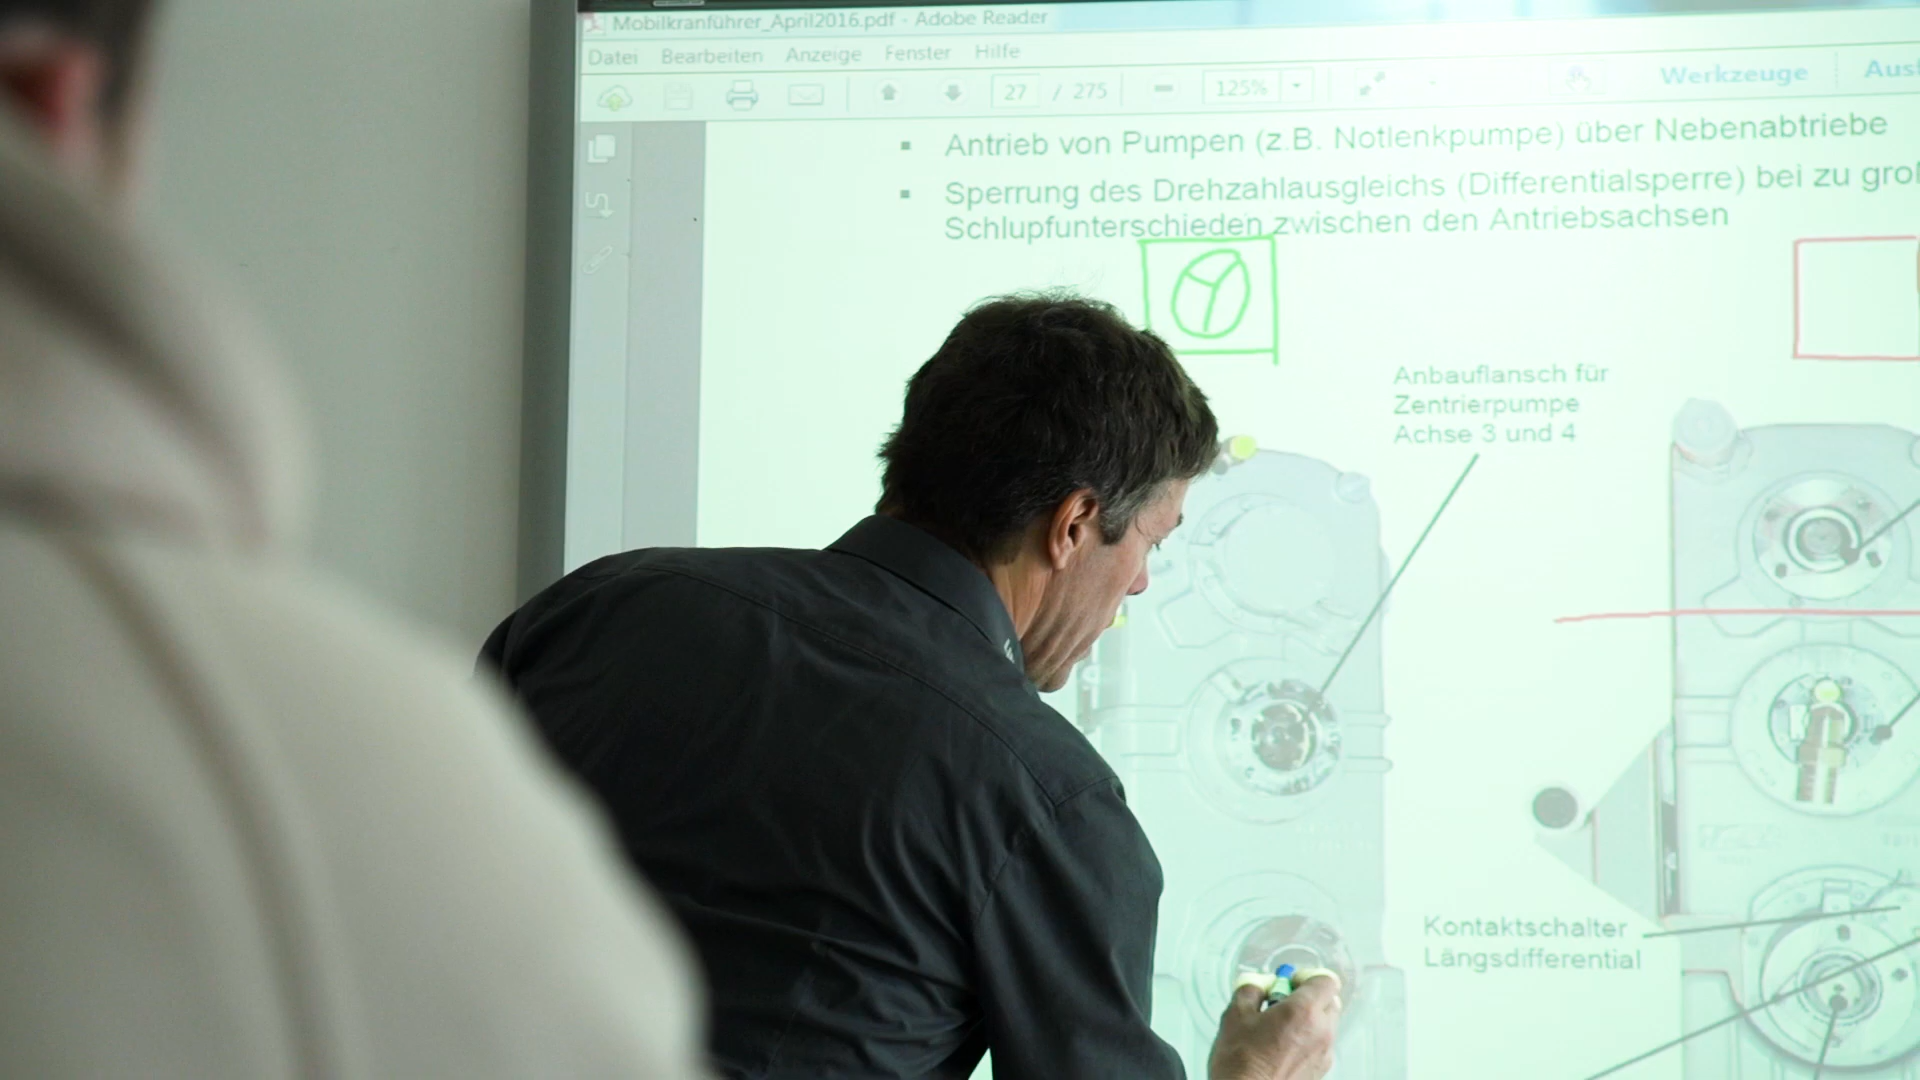 Mobilkranführer_April2016.pdf - Adobe Reader
Datei Bearbeiten Anzeige Fenster Hilfe
27 / 275 125% Werkzeuge
Antrieb von Pumpen (z.B. Notlenkpumpe) über Nebenabtriebe
Sperrung des Drehzahlausgleichs (Differentialsperre) bei zu
Schlupfunterschieden zwischen den Antriebsachsen
Anbauflansch für
Zentrierpumpe
Achse 3 und 4
Kontaktschalter
Längsdifferential